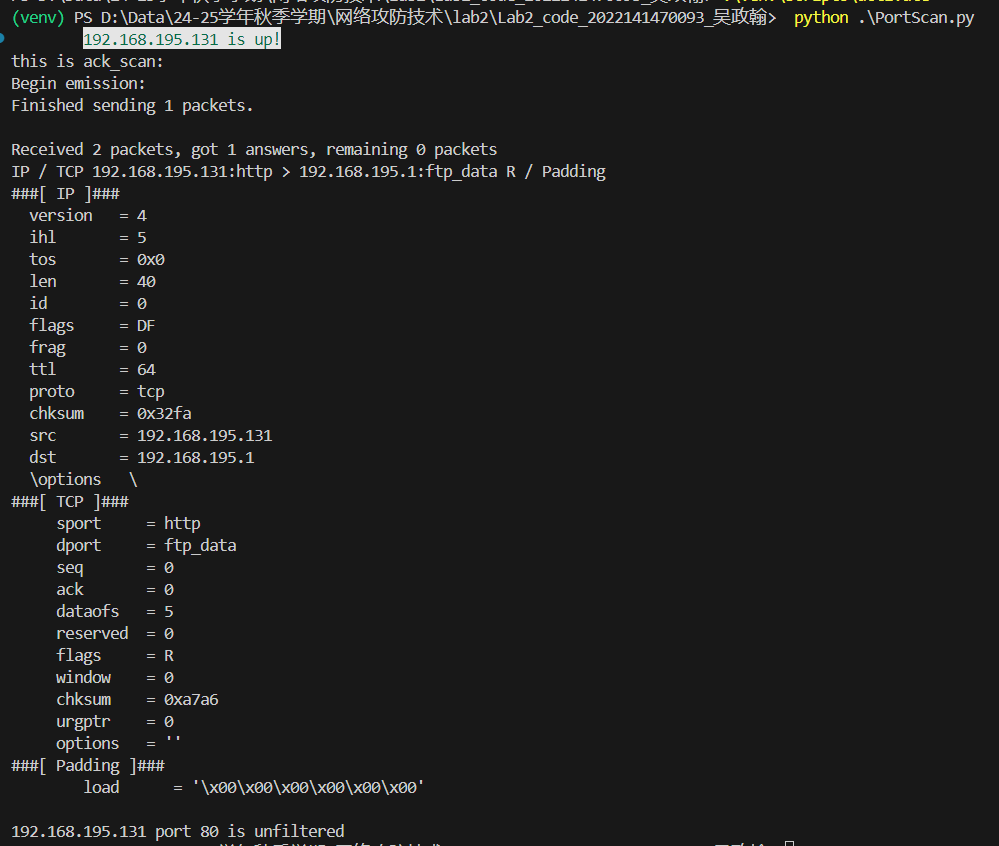 (venv) PS D:\Data\24-25学年秋季学期\网络攻防技术\lab2\Lab2_code_2022141470093_吴政翰> python .\PortScan.py
192.168.195.131 is up!
this is ack_scan:
Begin emission:
Finished sending 1 packets.
Received 2 packets, got 1 answers, remaining 0 packets
IP / TCP 192.168.195.131:http > 192.168.195.1:ftp_data R / Padding
###[ IP ]###
version = 4
ihl = 5
tos = 0x0
len = 40
id = 0
flags = DF
frag = 0
ttl = 64
proto = tcp
chksum = 0x32fa
src = 192.168.195.131
dst = 192.168.195.1
\options \
###[ TCP ]###
sport = http
dport = ftp_data
seq = 0
ack = 0
dataofs = 5
reserved = 0
flags = R
window = 0
chksum = 0xa7a6
urgptr = 0
options = ''
###[ Padding ]###
load = '\x00\x00\x00\x00\x00\x00'
192.168.195.131 port 80 is unfiltered